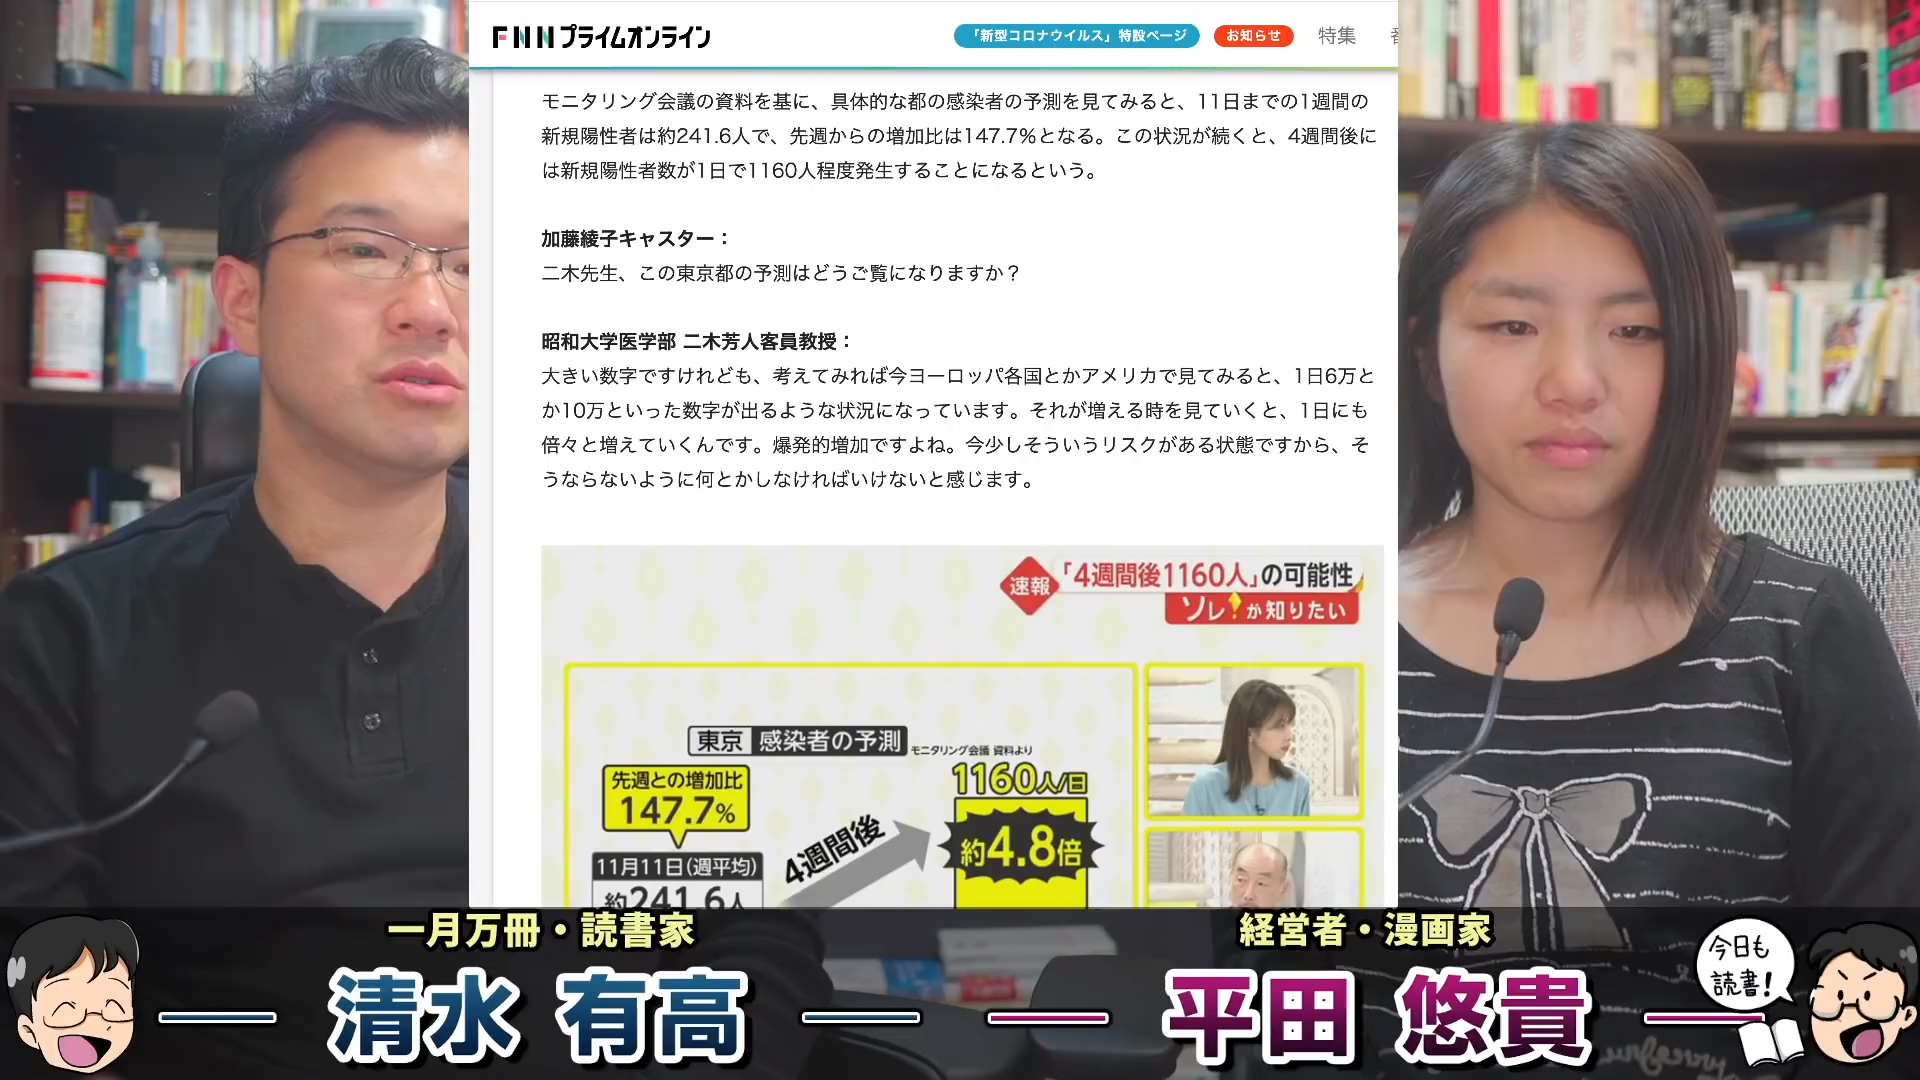 FNNプライムオンライン
「新型コロナウイルス」特設ページ
お知らせ
特集
モニタリング会議の資料を基に、具体的な都の感染者の予測を見てみると、11日までの1週間の
新規陽性者は約241.6人で、先週からの増加比は147.7%となる。この状況が続くと、4週間後に
は新規陽性者数が1日で1160人程度発生することになるという。
加藤綾子キャスター：
二木先生、この東京都の予測はどうご覧になりますか？
昭和大学医学部 二木芳人客員教授：
大きい数字ですけれども、考えてみれば今ヨーロッパ各国とかアメリカで見てみると、1日6万と
か10万といった数字が出るような状況になっています。それが増える時を見ていくと、1日にも
倍々と増えていくんです。爆発的増加ですよね。今少しそういうリスクがある状態ですから、そ
うならないように何とかしなければいけないと感じます。
速報
「4週間後1160人」の可能性
ソレ!が知りたい
東京 感染者の予測
モニタリング会議 資料より
先週との増加比
147.7%
11月11日(週平均)
約241.6人
4週間後
1160人/日
約4.8倍
一月万冊・読書家
清水 有高
経営者・漫画家
平田 悠貴
今日も
読書！